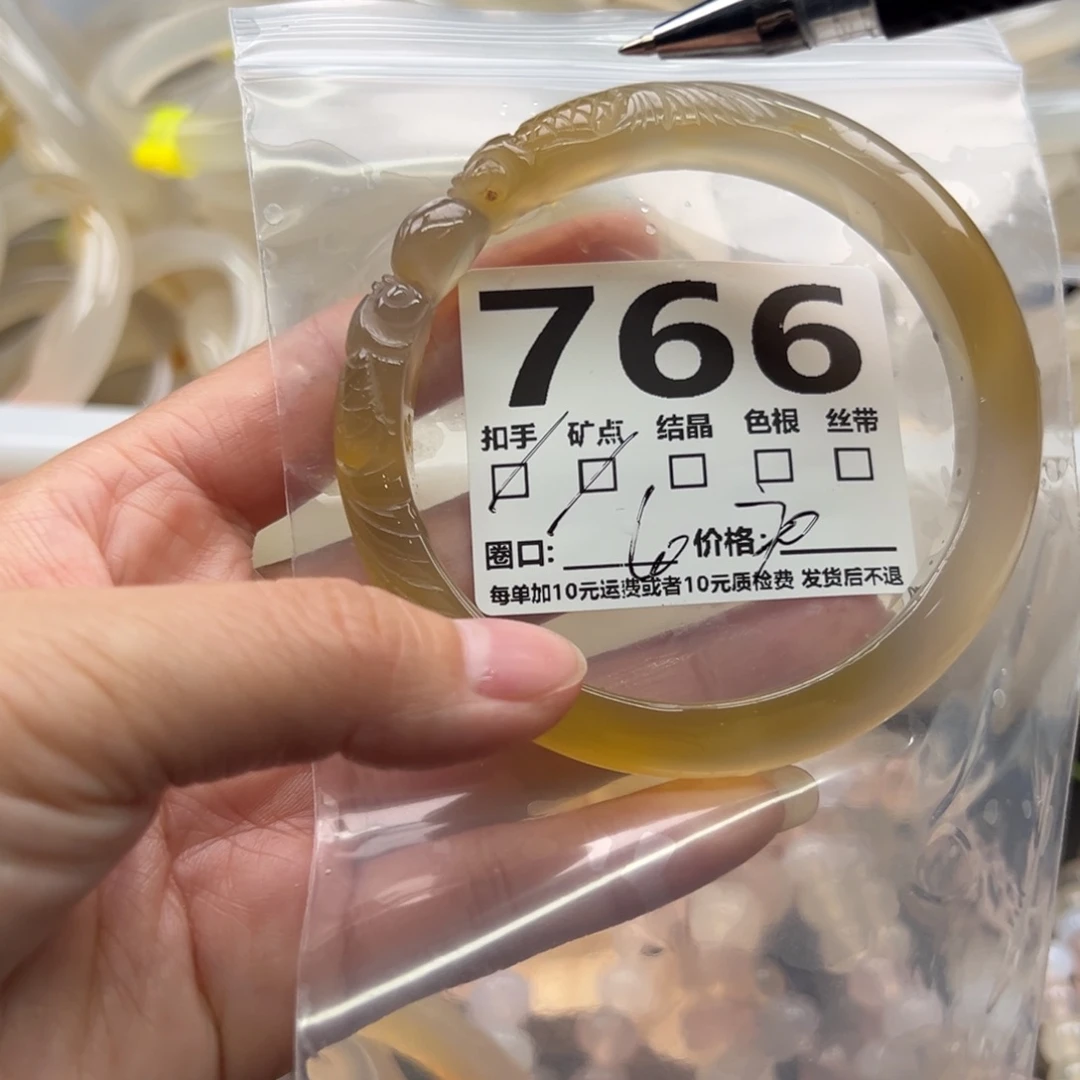 766
扣手 矿点 结晶 色根 丝带
圈口: 60 价格: 70
每单加10元运费或者10元质检费 发货后不退